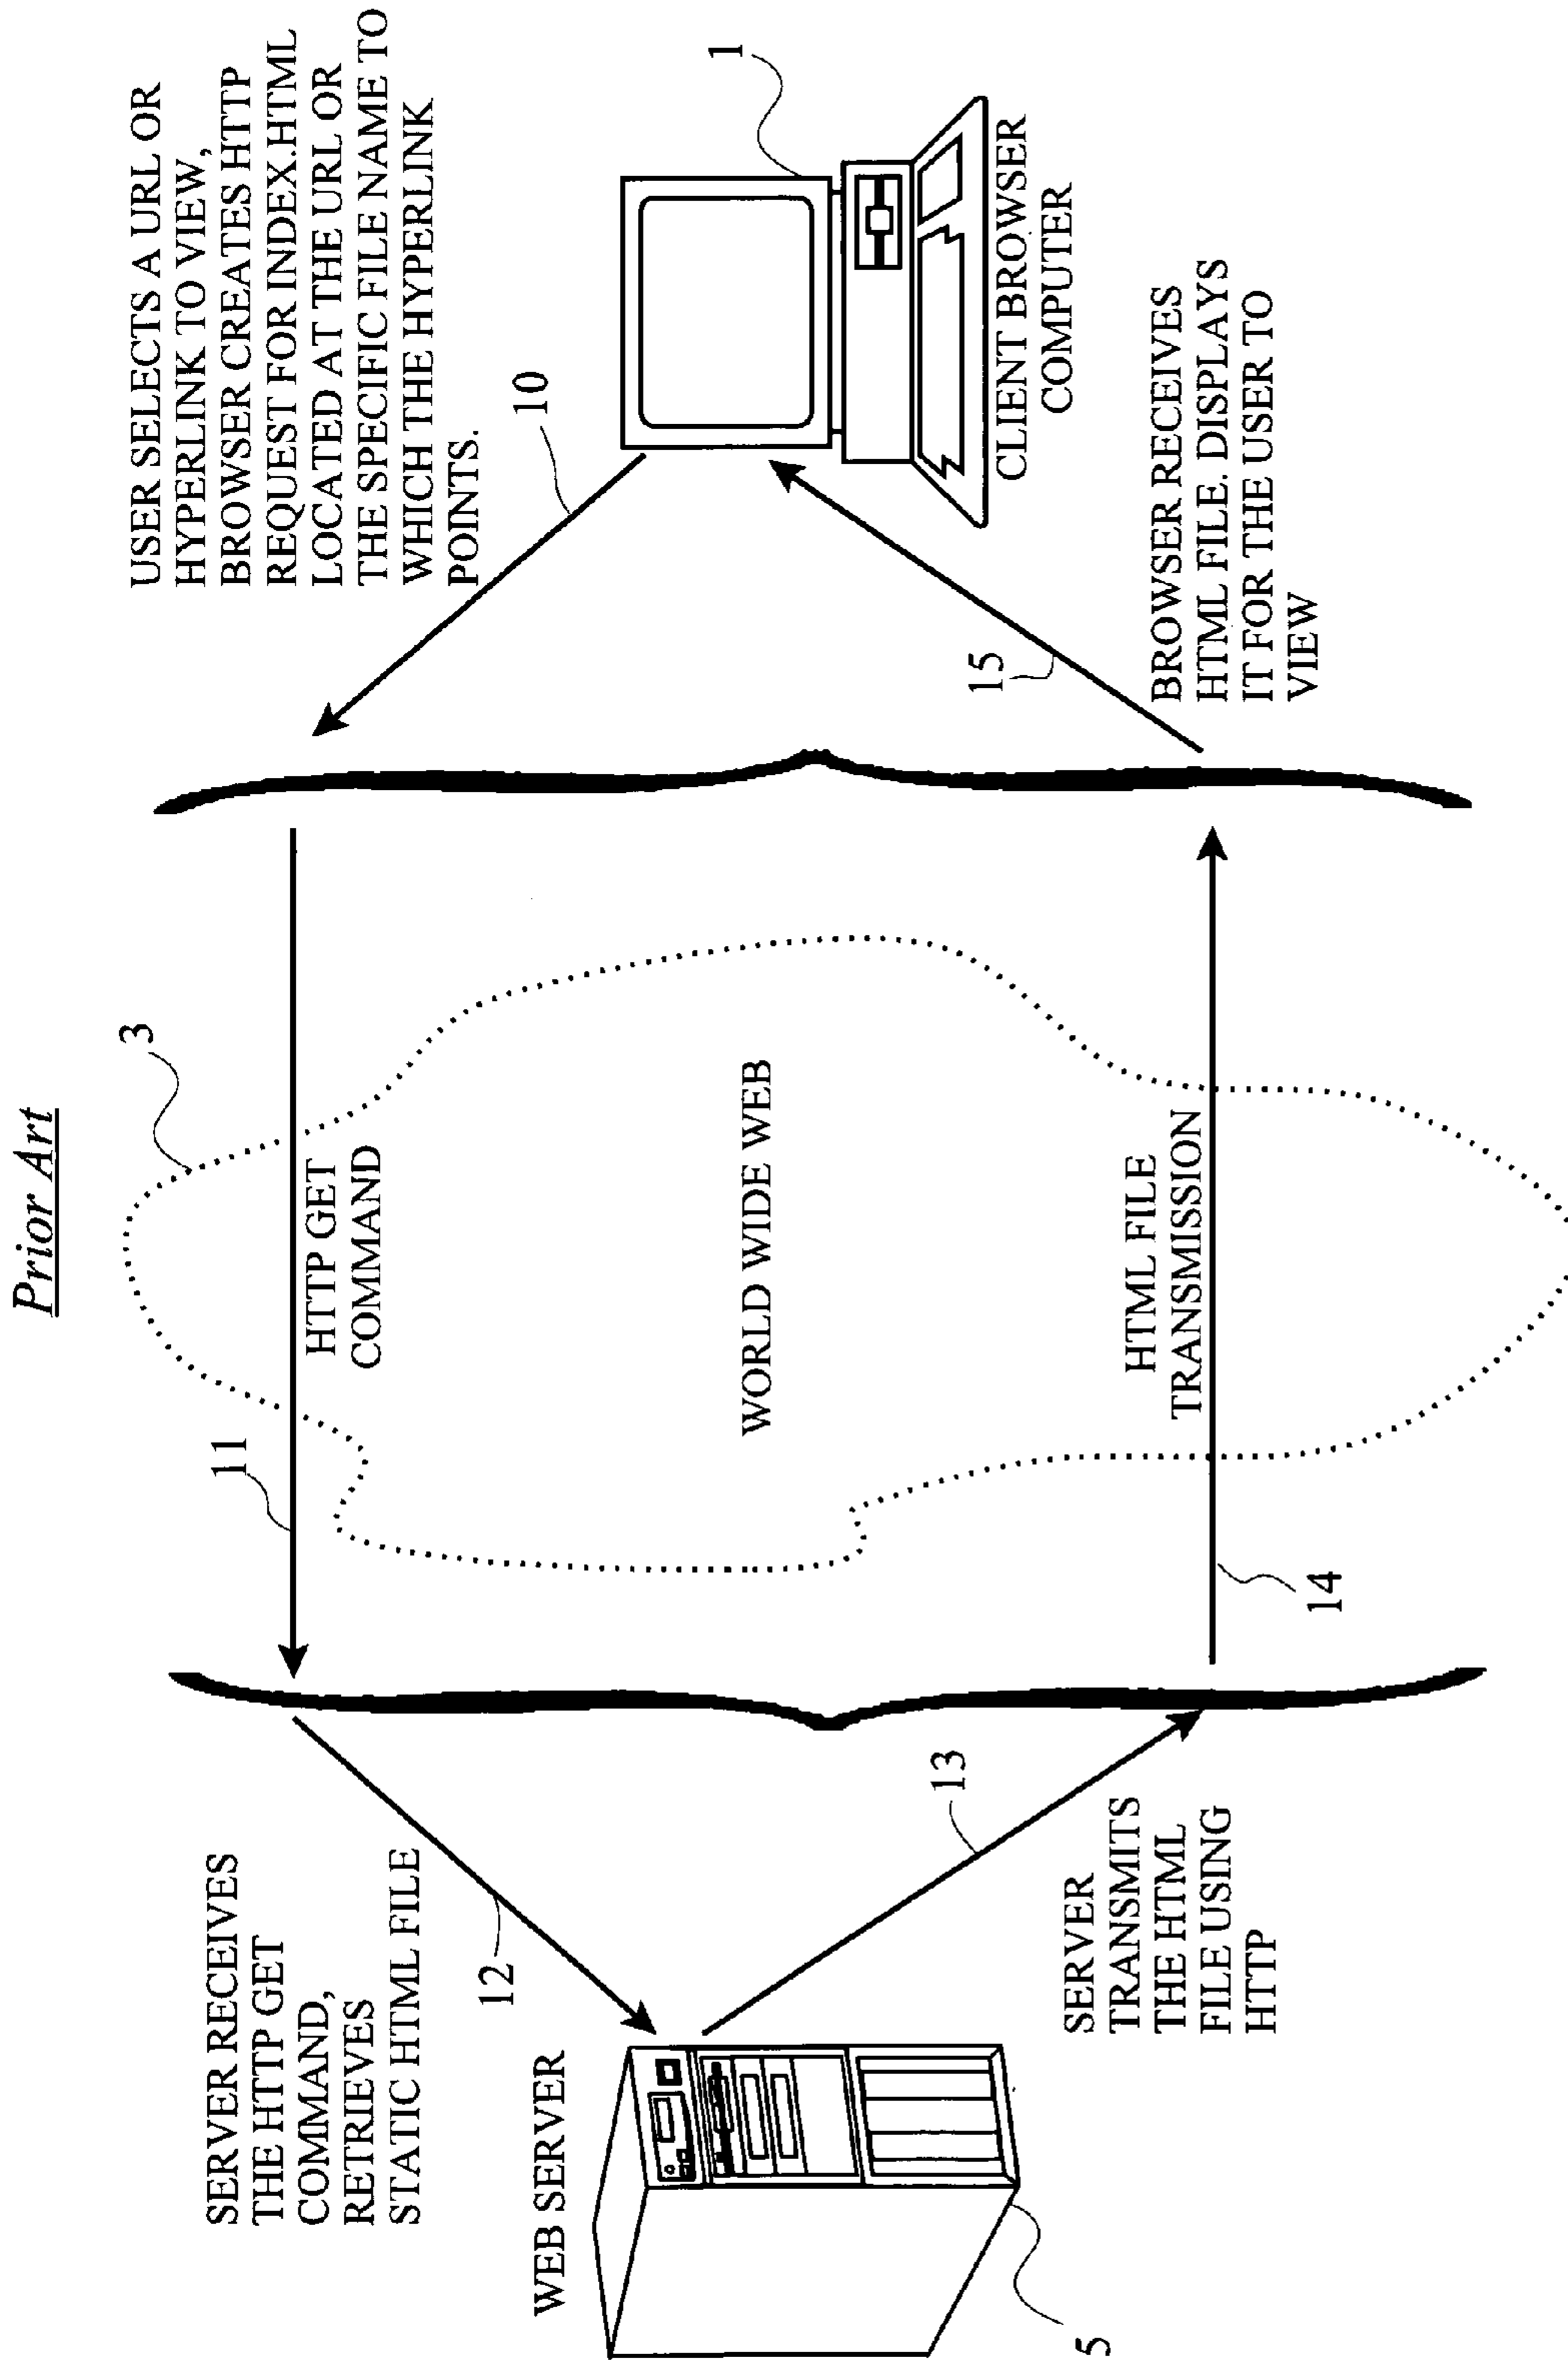 Prior Art
SERVER RECEIVES
THE HTTP GET
COMMAND,
RETRIEVES
STATIC HTML FILE
11
3
HTTP GET
COMMAND
USER SELECTS A URL OR
HYPERLINK TO VIEW,
BROWSER CREATES HTTP
REQUEST FOR INDEX.HTML
LOCATED AT THE URL OR
THE SPECIFIC FILE NAME TO
WHICH THE HYPERLINK
POINTS.
12
10
WEB SERVER
1
WORLD WIDE WEB
13
15
CLIENT BROWSER
COMPUTER
5
SERVER
TRANSMITS
THE HTML
FILE USING
HTTP
HTML FILE
TRANSMISSION
14
BROWSER RECEIVES
HTML FILE. DISPLAYS
IT FOR THE USER TO
VIEW